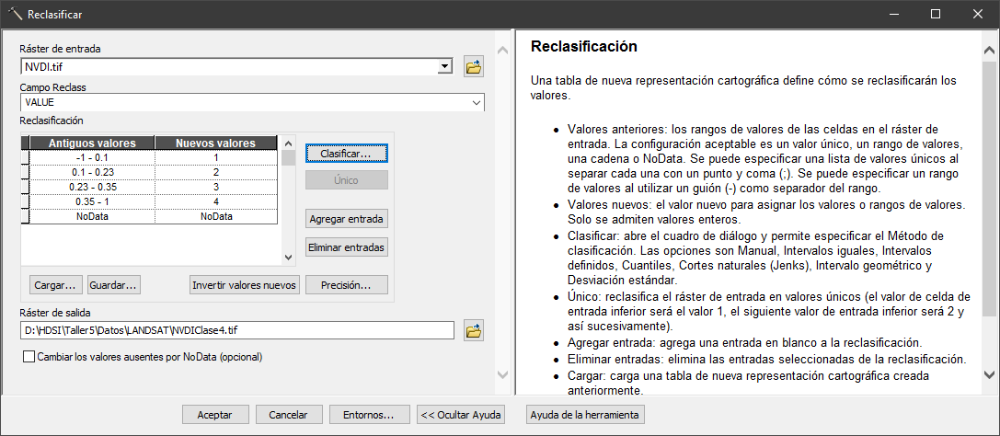 Reclasificar
Ráster de entrada
NVDI.tif
Campo Reclass
VALUE
Reclasificación
Antiguos valores Nuevos valores
-1 - 0.1 1
0.1 - 0.23 2
0.23 - 0.35 3
0.35 - 1 4
NoData NoData
Clasificar...
Único
Agregar entrada
Eliminar entradas
Cargar... Guardar... Invertir valores nuevos Precisión...
Ráster de salida
D:\HDSI\Taller5\Datos\LANDSAT\NVDIClase4.tif
Cambiar los valores ausentes por NoData (opcional)
Reclasificación
Una tabla de nueva representación cartográfica define cómo se reclasificarán los
valores.
• Valores anteriores: los rangos de valores de las celdas en el ráster de
entrada. La configuración aceptable es un valor único, un rango de valores,
una cadena o NoData. Se puede especificar una lista de valores únicos al
separar cada una con un punto y coma (;). Se puede especificar un rango
de valores al utilizar un guión (-) como separador del rango.
• Valores nuevos: el valor nuevo para asignar los valores o rangos de valores.
Solo se admiten valores enteros.
• Clasificar: abre el cuadro de diálogo y permite especificar el Método de
clasificación. Las opciones son Manual, Intervalos iguales, Intervalos
definidos, Cuantiles, Cortes naturales (Jenks), Intervalo geométrico y
Desviación estándar.
• Único: reclasifica el ráster de entrada en valores únicos (el valor de celda de
entrada inferior será el valor 1, el siguiente valor de entrada inferior será 2 y
así sucesivamente).
• Agregar entrada: agrega una entrada en blanco a la reclasificación.
• Eliminar entradas: elimina las entradas seleccionadas de la reclasificación.
• Cargar: carga una tabla de nueva representación cartográfica creada
anteriormente.
Aceptar Cancelar Entornos... << Ocultar Ayuda Ayuda de la herramienta